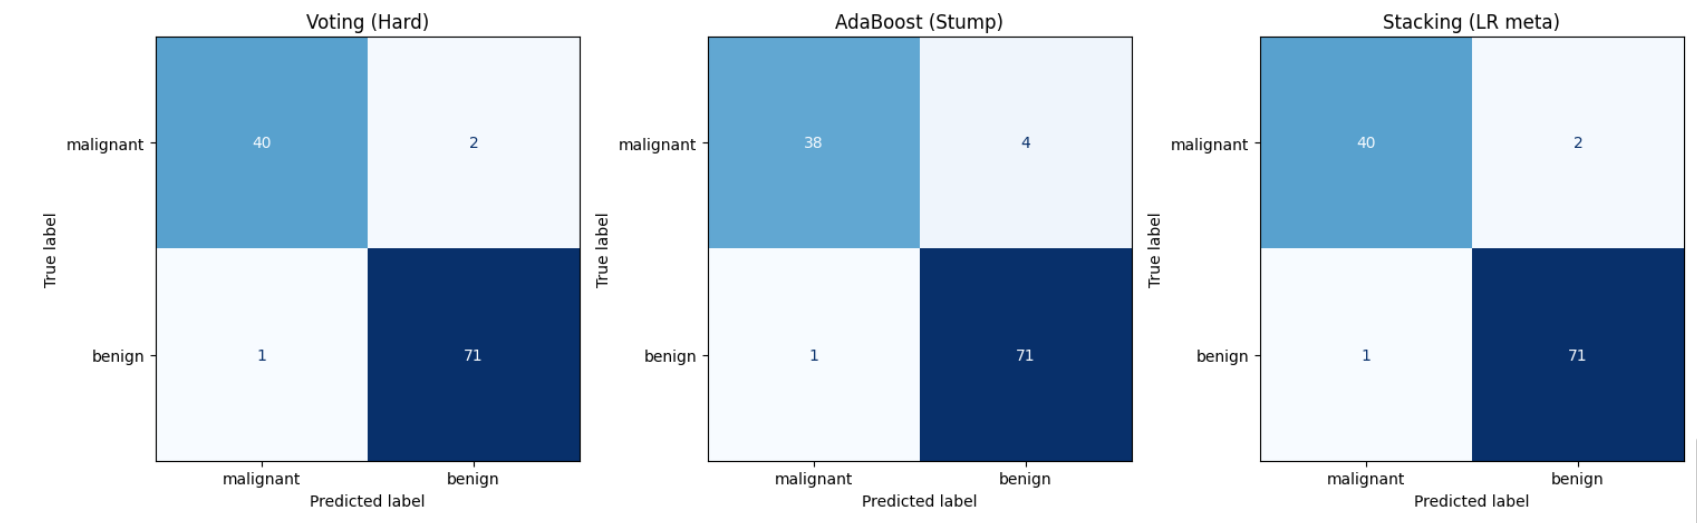 Voting (Hard)
malignant
benign
True label
40
2
1
71
malignant
benign
Predicted label
AdaBoost (Stump)
malignant
benign
True label
38
4
1
71
malignant
benign
Predicted label
Stacking (LR meta)
malignant
benign
True label
40
2
1
71
malignant
benign
Predicted label